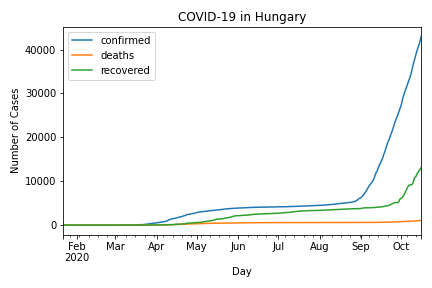 COVID-19 in Hungary
confirmed
deaths
recovered
Number of Cases
40000
30000
20000
10000
0
Feb Mar Apr May Jun Jul Aug Sep Oct
2020
Day